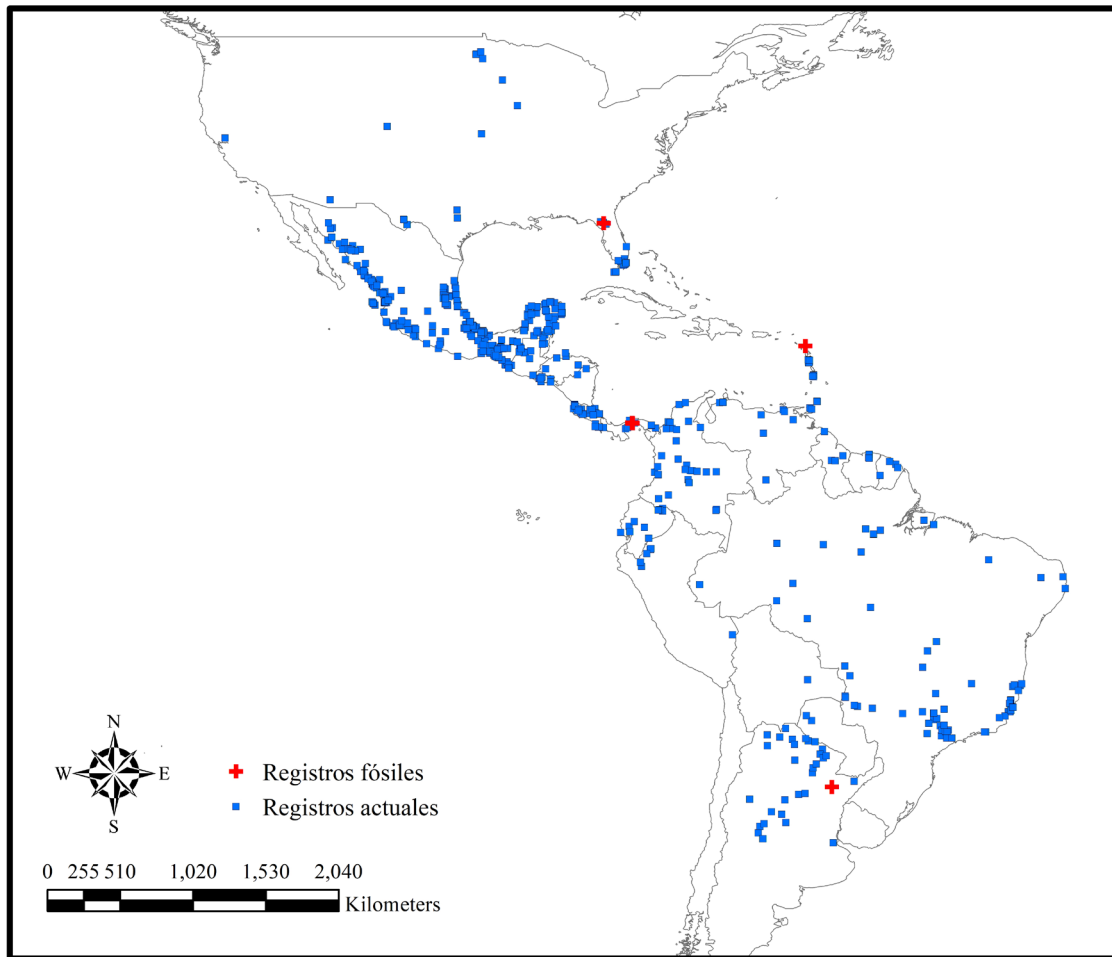 N
W E
S
Registros fósiles
Registros actuales
0 255 510 1,020 1,530 2,040
Kilometers